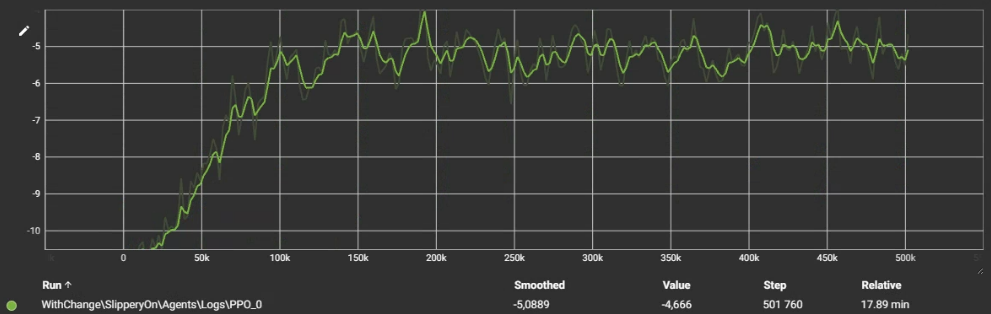 -5
-6
-7
-8
-9
-10
0 50k 100k 150k 200k 250k 300k 350k 400k 450k 500k
Run ↑ Smoothed Value Step Relative
WithChange\SlipperyOn\Agents\Logs\PPO_0 -5,0889 -4,666 501 760 17.89 min